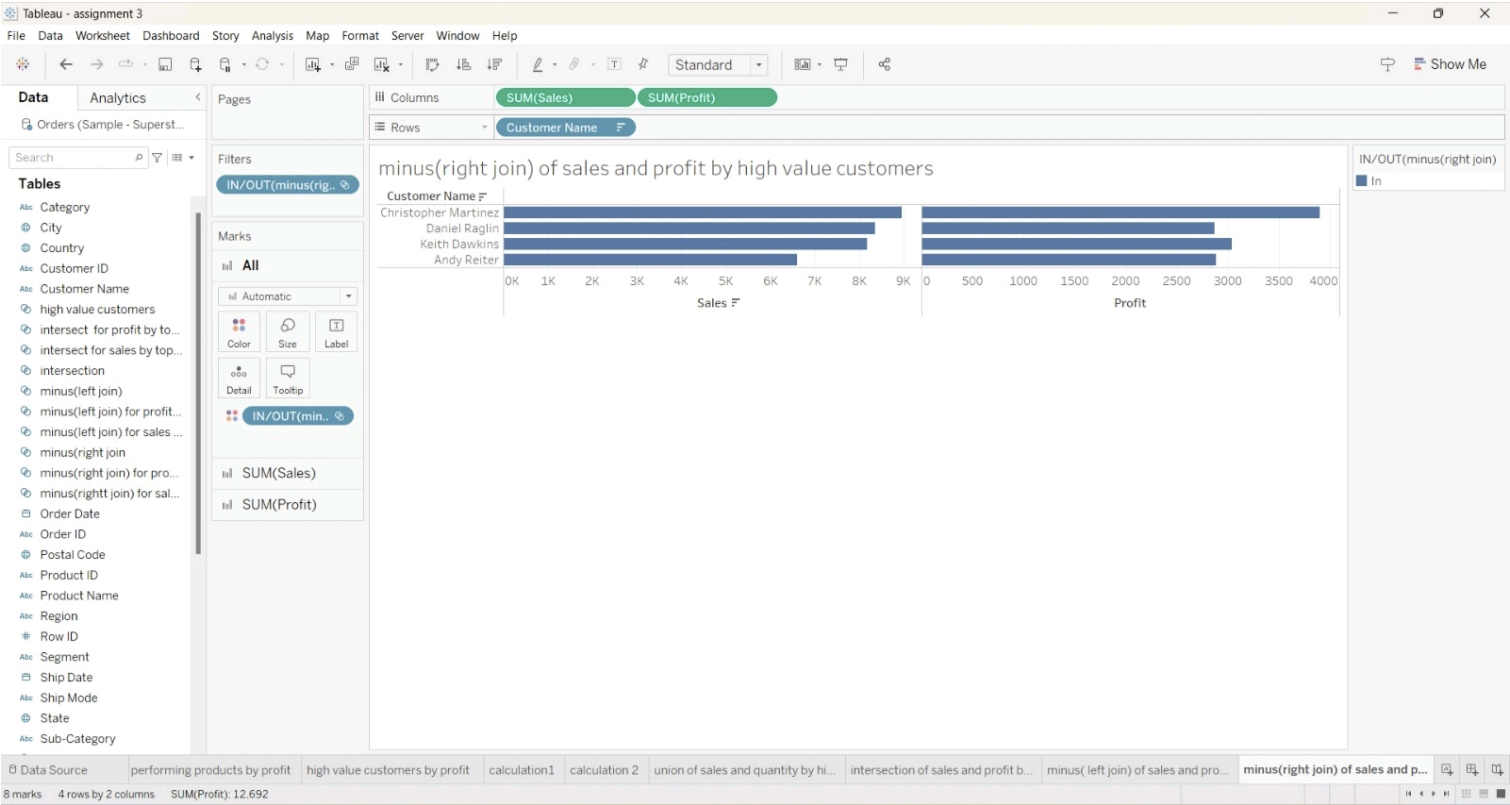 Tableau - assignment 3
File Data Worksheet Dashboard Story Analysis Map Format Server Window Help
Standard
Show Me
Data Analytics
Orders (Sample - Superst...
Search
Tables
Abc Category
City
Country
Abc Customer ID
Abc Customer Name
high value customers
intersect for profit by to...
intersect for sales by top...
intersection
minus(left join)
minus(left join) for profit...
minus(left join) for sales ...
minus(right join
minus(right join) for pro...
minus(rightt join) for sal...
Order Date
Abc Order ID
Postal Code
Abc Product ID
Abc Product Name
Abc Region
# Row ID
Abc Segment
Ship Date
Abc Ship Mode
State
Abc Sub-Category
Pages
Filters
IN/OUT(minus(rig..
Marks
All
Automatic
Color Size Label
Detail Tooltip
IN/OUT(min..
SUM(Sales)
SUM(Profit)
iii Columns SUM(Sales) SUM(Profit)
Rows Customer Name
minus(right join) of sales and profit by high value customers
Customer Name
Christopher Martinez
Daniel Raglin
Keith Dawkins
Andy Reiter
0K 1K 2K 3K 4K 5K 6K 7K 8K 9K 0 500 1000 1500 2000 2500 3000 3500 4000
Sales Profit
IN/OUT(minus(right join)
In
Data Source performing products by profit high value customers by profit calculation1 calculation 2 union of sales and quantity by hi... intersection of sales and profit b... minus( left join) of sales and pro... minus(right join) of sales and p...
8 marks 4 rows by 2 columns SUM(Profit): 12.692